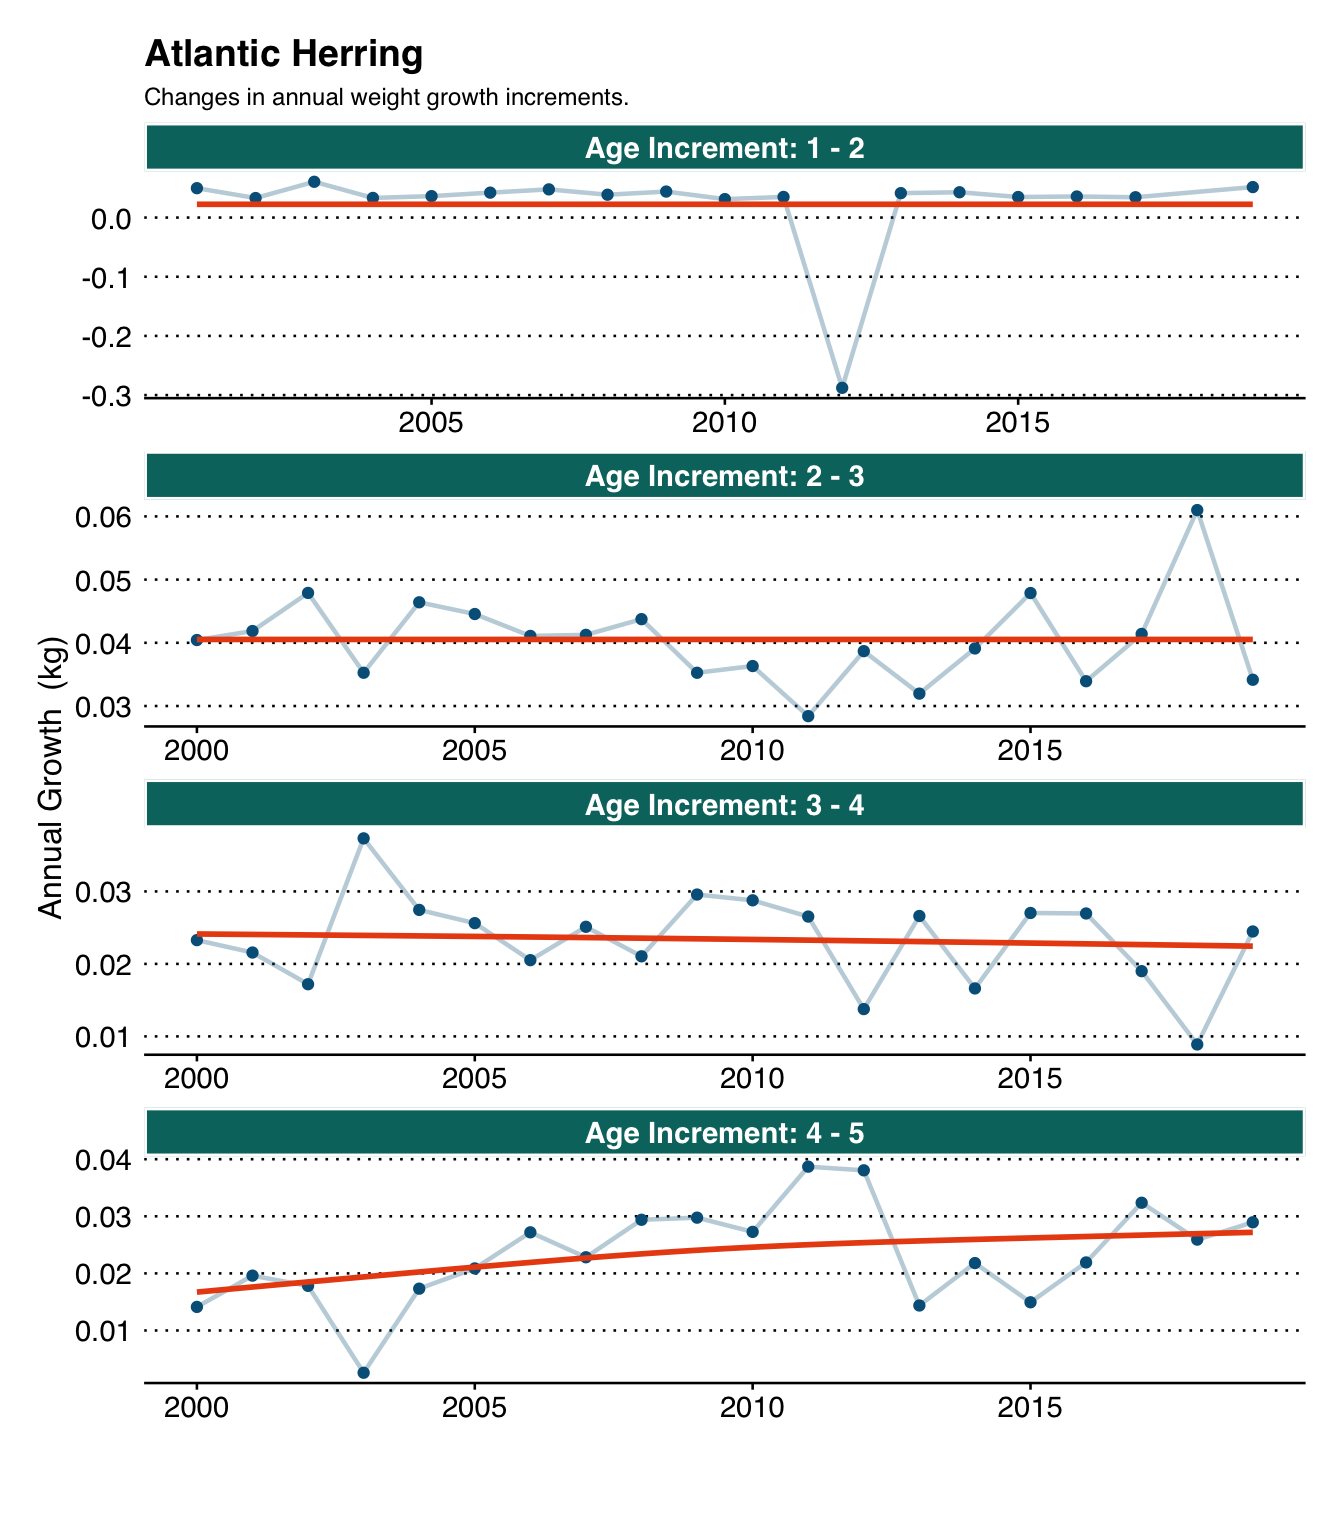 Atlantic Herring
Changes in annual weight growth increments.
Annual Growth  (kg)
Age Increment: 1 - 2
0.0
-0.1
-0.2
-0.3
2005 2010 2015
Age Increment: 2 - 3
0.06
0.05
0.04
0.03
2000 2005 2010 2015
Age Increment: 3 - 4
0.03
0.02
0.01
2000 2005 2010 2015
Age Increment: 4 - 5
0.04
0.03
0.02
0.01
2000 2005 2010 2015